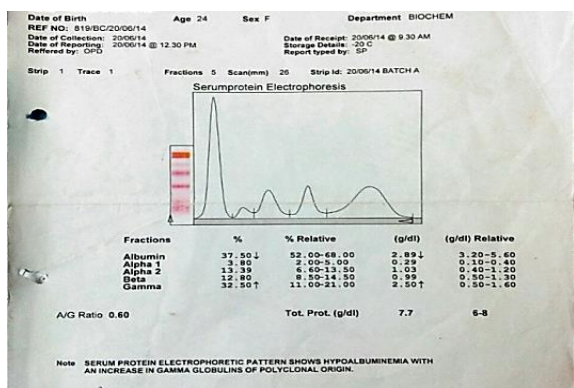 Date of Birth Age 24 Sex F Department BIOCHEM
REF NO: 819/BC/20/06/14
Date of Collection: 20/06/14 Date of Receipt: 20/06/14 @ 9.30 AM
Date of Reporting: 20/06/14 @ 12.30 PM Storage Details: -20 C
Reffered by: OPD Report typed by: SP
Strip 1 Trace 1 Fractions 5 Scan(mm) 26 Strip Id: 20/06/14 BATCH A
Serumprotein Electrophoresis
Fractions % % Relative (g/dl) (g/dl) Relative
Albumin 37.50↓ 52.00-68.00 2.89↓ 3.20-5.60
Alpha 1 3.80 2.00-5.00 0.29 0.10-0.40
Alpha 2 13.39 6.60-13.50 1.03 0.40-1.20
Beta 12.80 8.50-14.50 0.99 0.50-1.30
Gamma 32.50↑ 11.00-21.00 2.50↑ 0.50-1.60
A/G Ratio 0.60 Tot. Prot. (g/dl) 7.7 6-8
Note SERUM PROTEIN ELECTROPHORETIC PATTERN SHOWS HYPOALBUMINEMIA WITH
AN INCREASE IN GAMMA GLOBULINS OF POLYCLONAL ORIGIN.